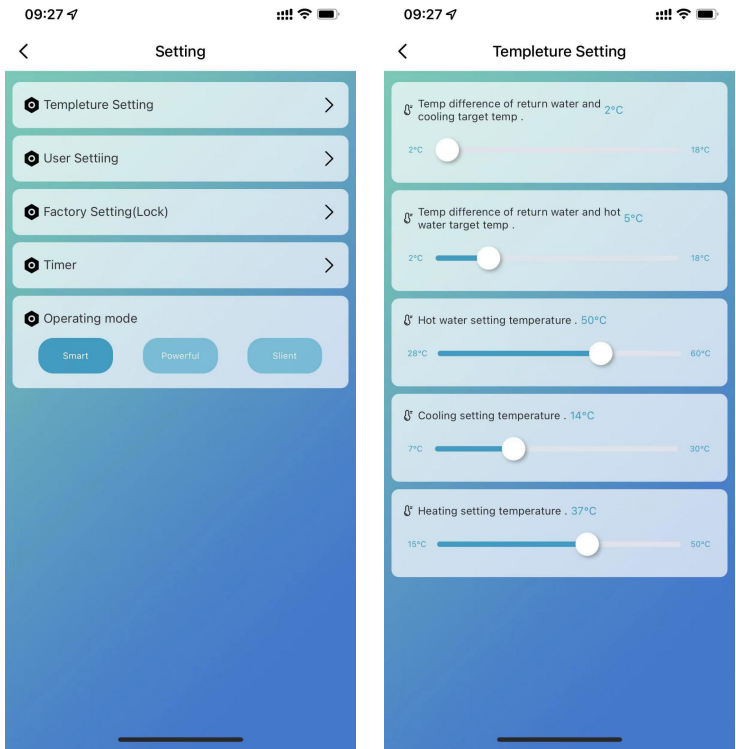 09:27
Setting
Templeture Setting
User Settiing
Factory Setting(Lock)
Timer
Operating mode
Smart
Powerful
Slient
09:27
Templeture Setting
Temp difference of return water and
cooling target temp .
2°C
2°C
18°C
Temp difference of return water and hot
water target temp .
5°C
2°C
18°C
Hot water setting temperature . 50°C
28°C
60°C
Cooling setting temperature . 14°C
7°C
30°C
Heating setting temperature . 37°C
15°C
50°C